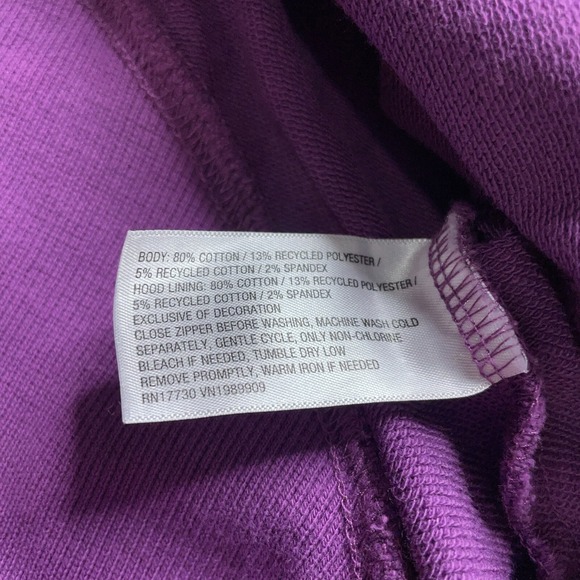 BODY: 80% COTTON / 13% RECYCLED POLYESTER /
5% RECYCLED COTTON / 2% SPANDEX
HOOD LINING: 80% COTTON / 13% RECYCLED POLYESTER /
5% RECYCLED COTTON / 2% SPANDEX
EXCLUSIVE OF DECORATION
CLOSE ZIPPER BEFORE WASHING, MACHINE WASH COLD
SEPARATELY, GENTLE CYCLE, ONLY NON-CHLORINE
BLEACH IF NEEDED, TUMBLE DRY LOW
REMOVE PROMPTLY, WARM IRON IF NEEDED
RN17730 VN1989909